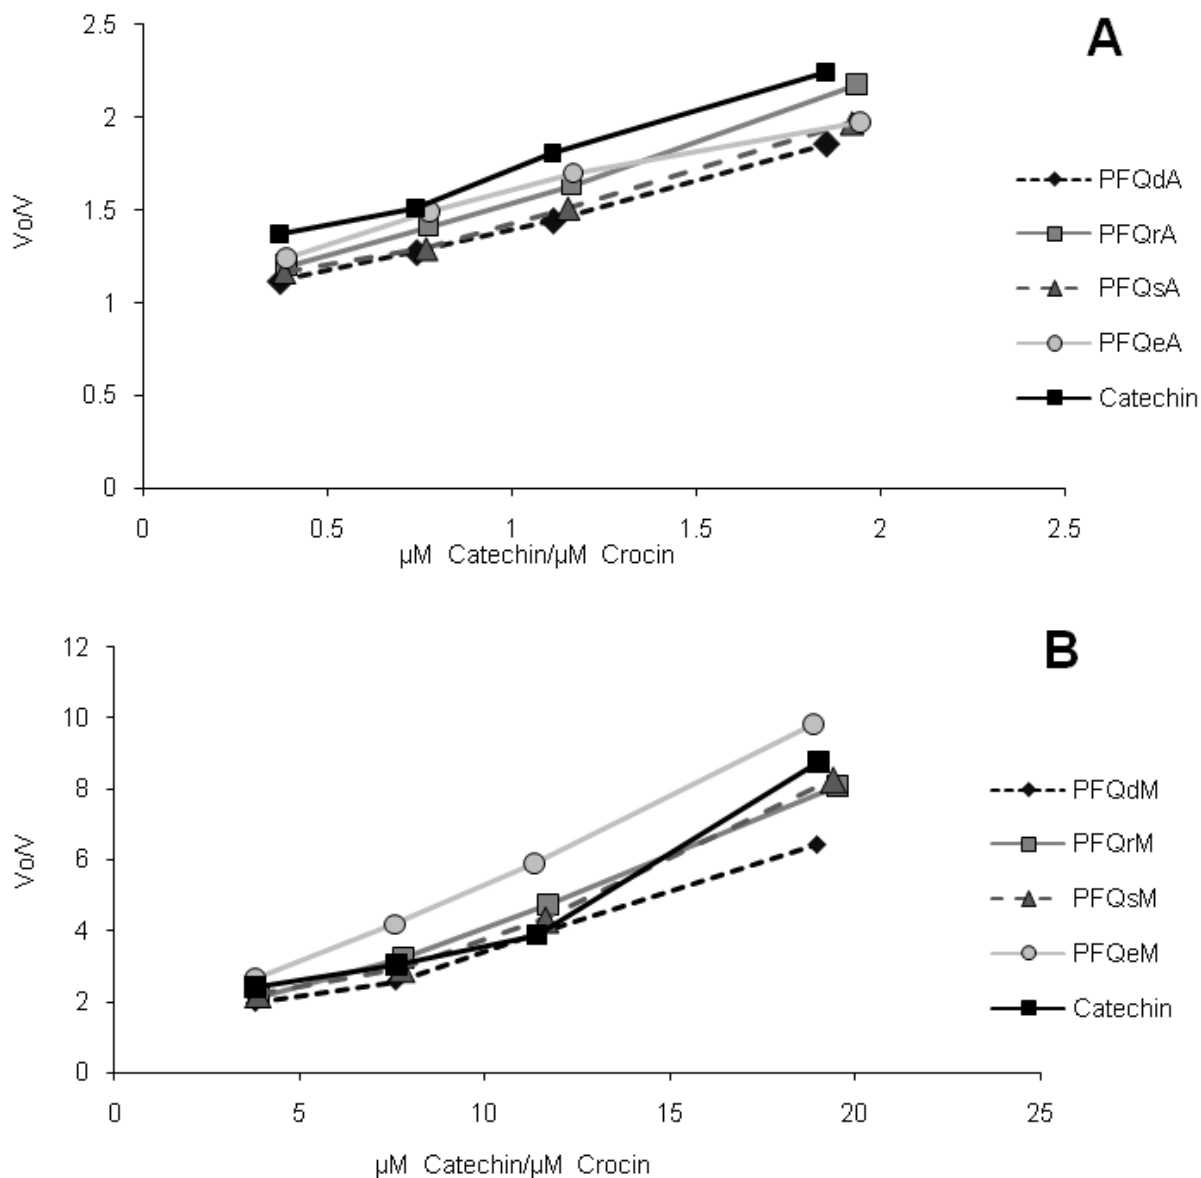 A
2.5
2
1.5
1
0.5
0
Vo/V
0 0.5 1 1.5 2 2.5
µM Catechin/µM Crocin
PFQdA
PFQrA
PFQsA
PFQeA
Catechin
B
12
10
8
6
4
2
0
Vo/V
0 5 10 15 20 25
µM Catechin/µM Crocin
PFQdM
PFQrM
PFQsM
PFQeM
Catechin